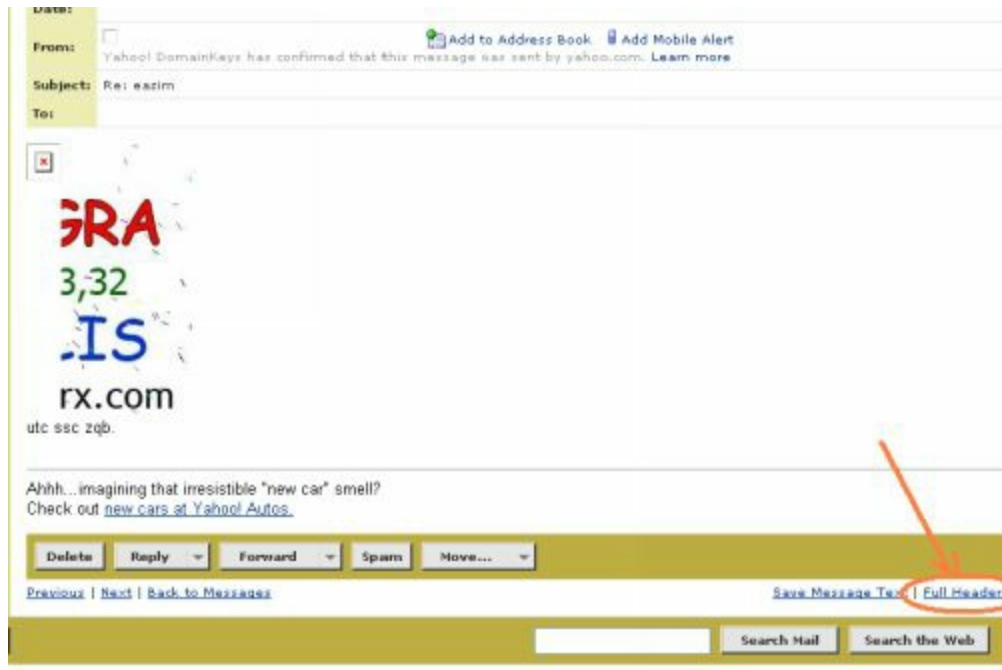 Date:
From:
Add to Address Book Add Mobile Alert
Yahoo! DomainKeys has confirmed that this message was sent by yahoo.com. Learn more
Subject: Re: eazim
To:
GRA
3,32
LIS
rx.com
utc ssc zqb.
Ahhh...imagining that irresistible "new car" smell?
Check out new cars at Yahoo! Autos.
Delete Reply Forward Spam Move...
Previous | Next | Back to Messages
Save Message Text | Full Header
Search Mail Search the Web